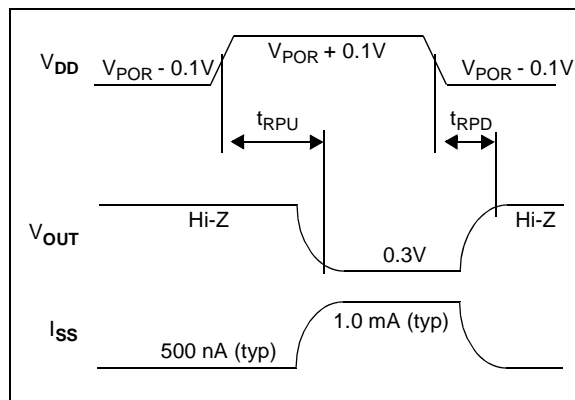 VDD
VPOR - 0.1V
VPOR + 0.1V
VPOR - 0.1V
tRPU
tRPD
VOUT
Hi-Z
0.3V
Hi-Z
ISS
500 nA (typ)
1.0 mA (typ)